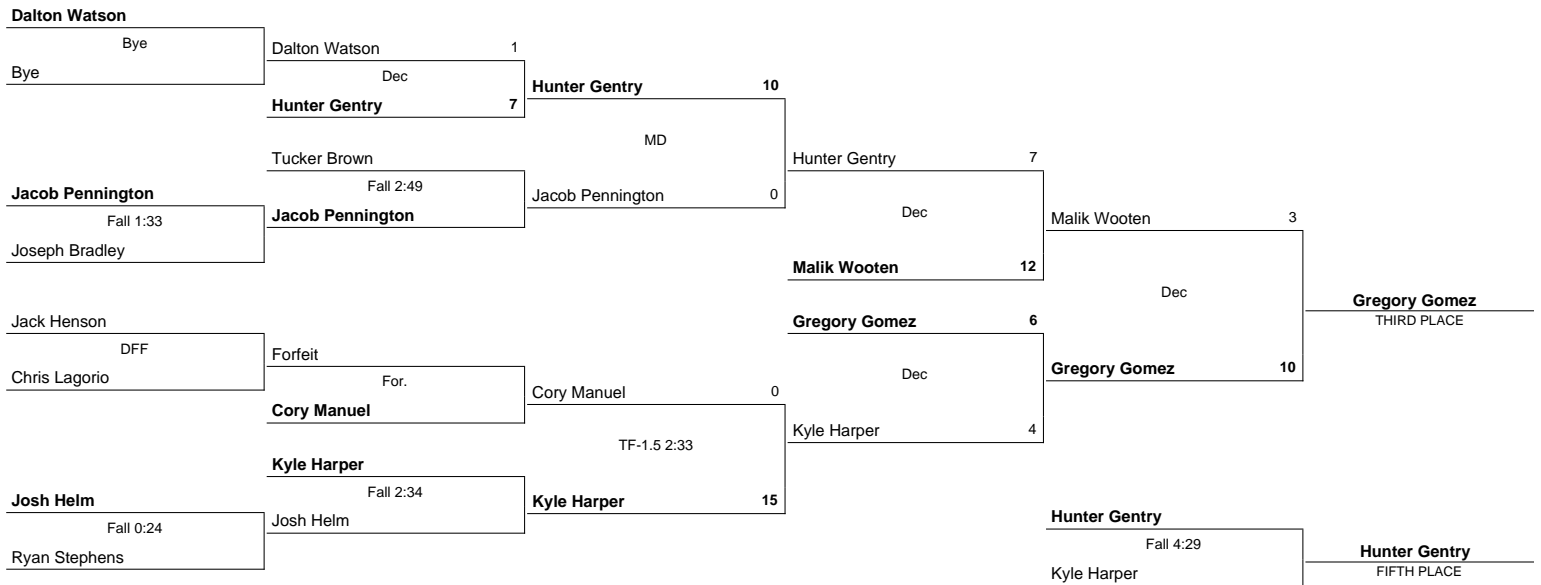 Dalton Watson
Bye
Bye
Jacob Pennington
Fall 1:33
Joseph Bradley
Jack Henson
DFF
Chris Lagorio
Josh Helm
Fall 0:24
Ryan Stephens
Dalton Watson 1
Dec
Hunter Gentry 7
Tucker Brown
Fall 2:49
Jacob Pennington
Forfeit
For.
Cory Manuel
Kyle Harper
Fall 2:34
Josh Helm
Hunter Gentry 10
MD
Jacob Pennington 0
Cory Manuel 0
TF-1.5 2:33
Kyle Harper 15
Hunter Gentry 7
Dec
Malik Wooten 12
Gregory Gomez 6
Dec
Kyle Harper 4
Malik Wooten 3
Dec
Gregory Gomez 10
Gregory Gomez
THIRD PLACE
Hunter Gentry
Fall 4:29
Kyle Harper
Hunter Gentry
FIFTH PLACE